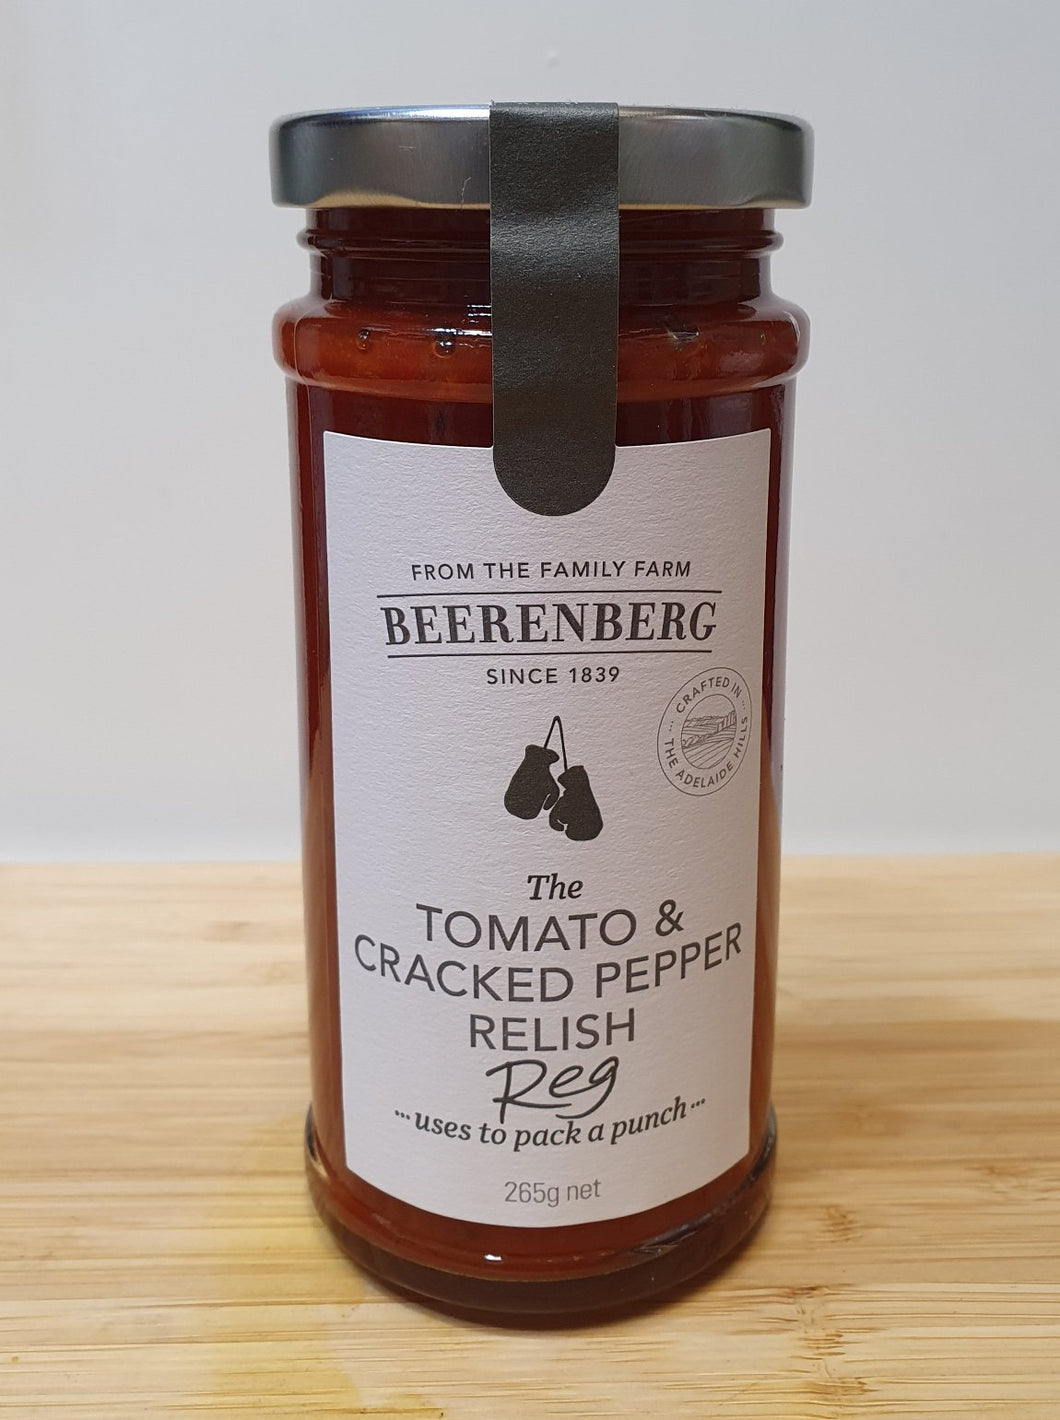 FROM THE FAMILY FARM
BEERENBERG
SINCE 1839
CRAFTED IN
THE ADELAIDE HILLS
The
TOMATO &
CRACKED PEPPER
RELISH
Reg
...uses to pack a punch...
265g net